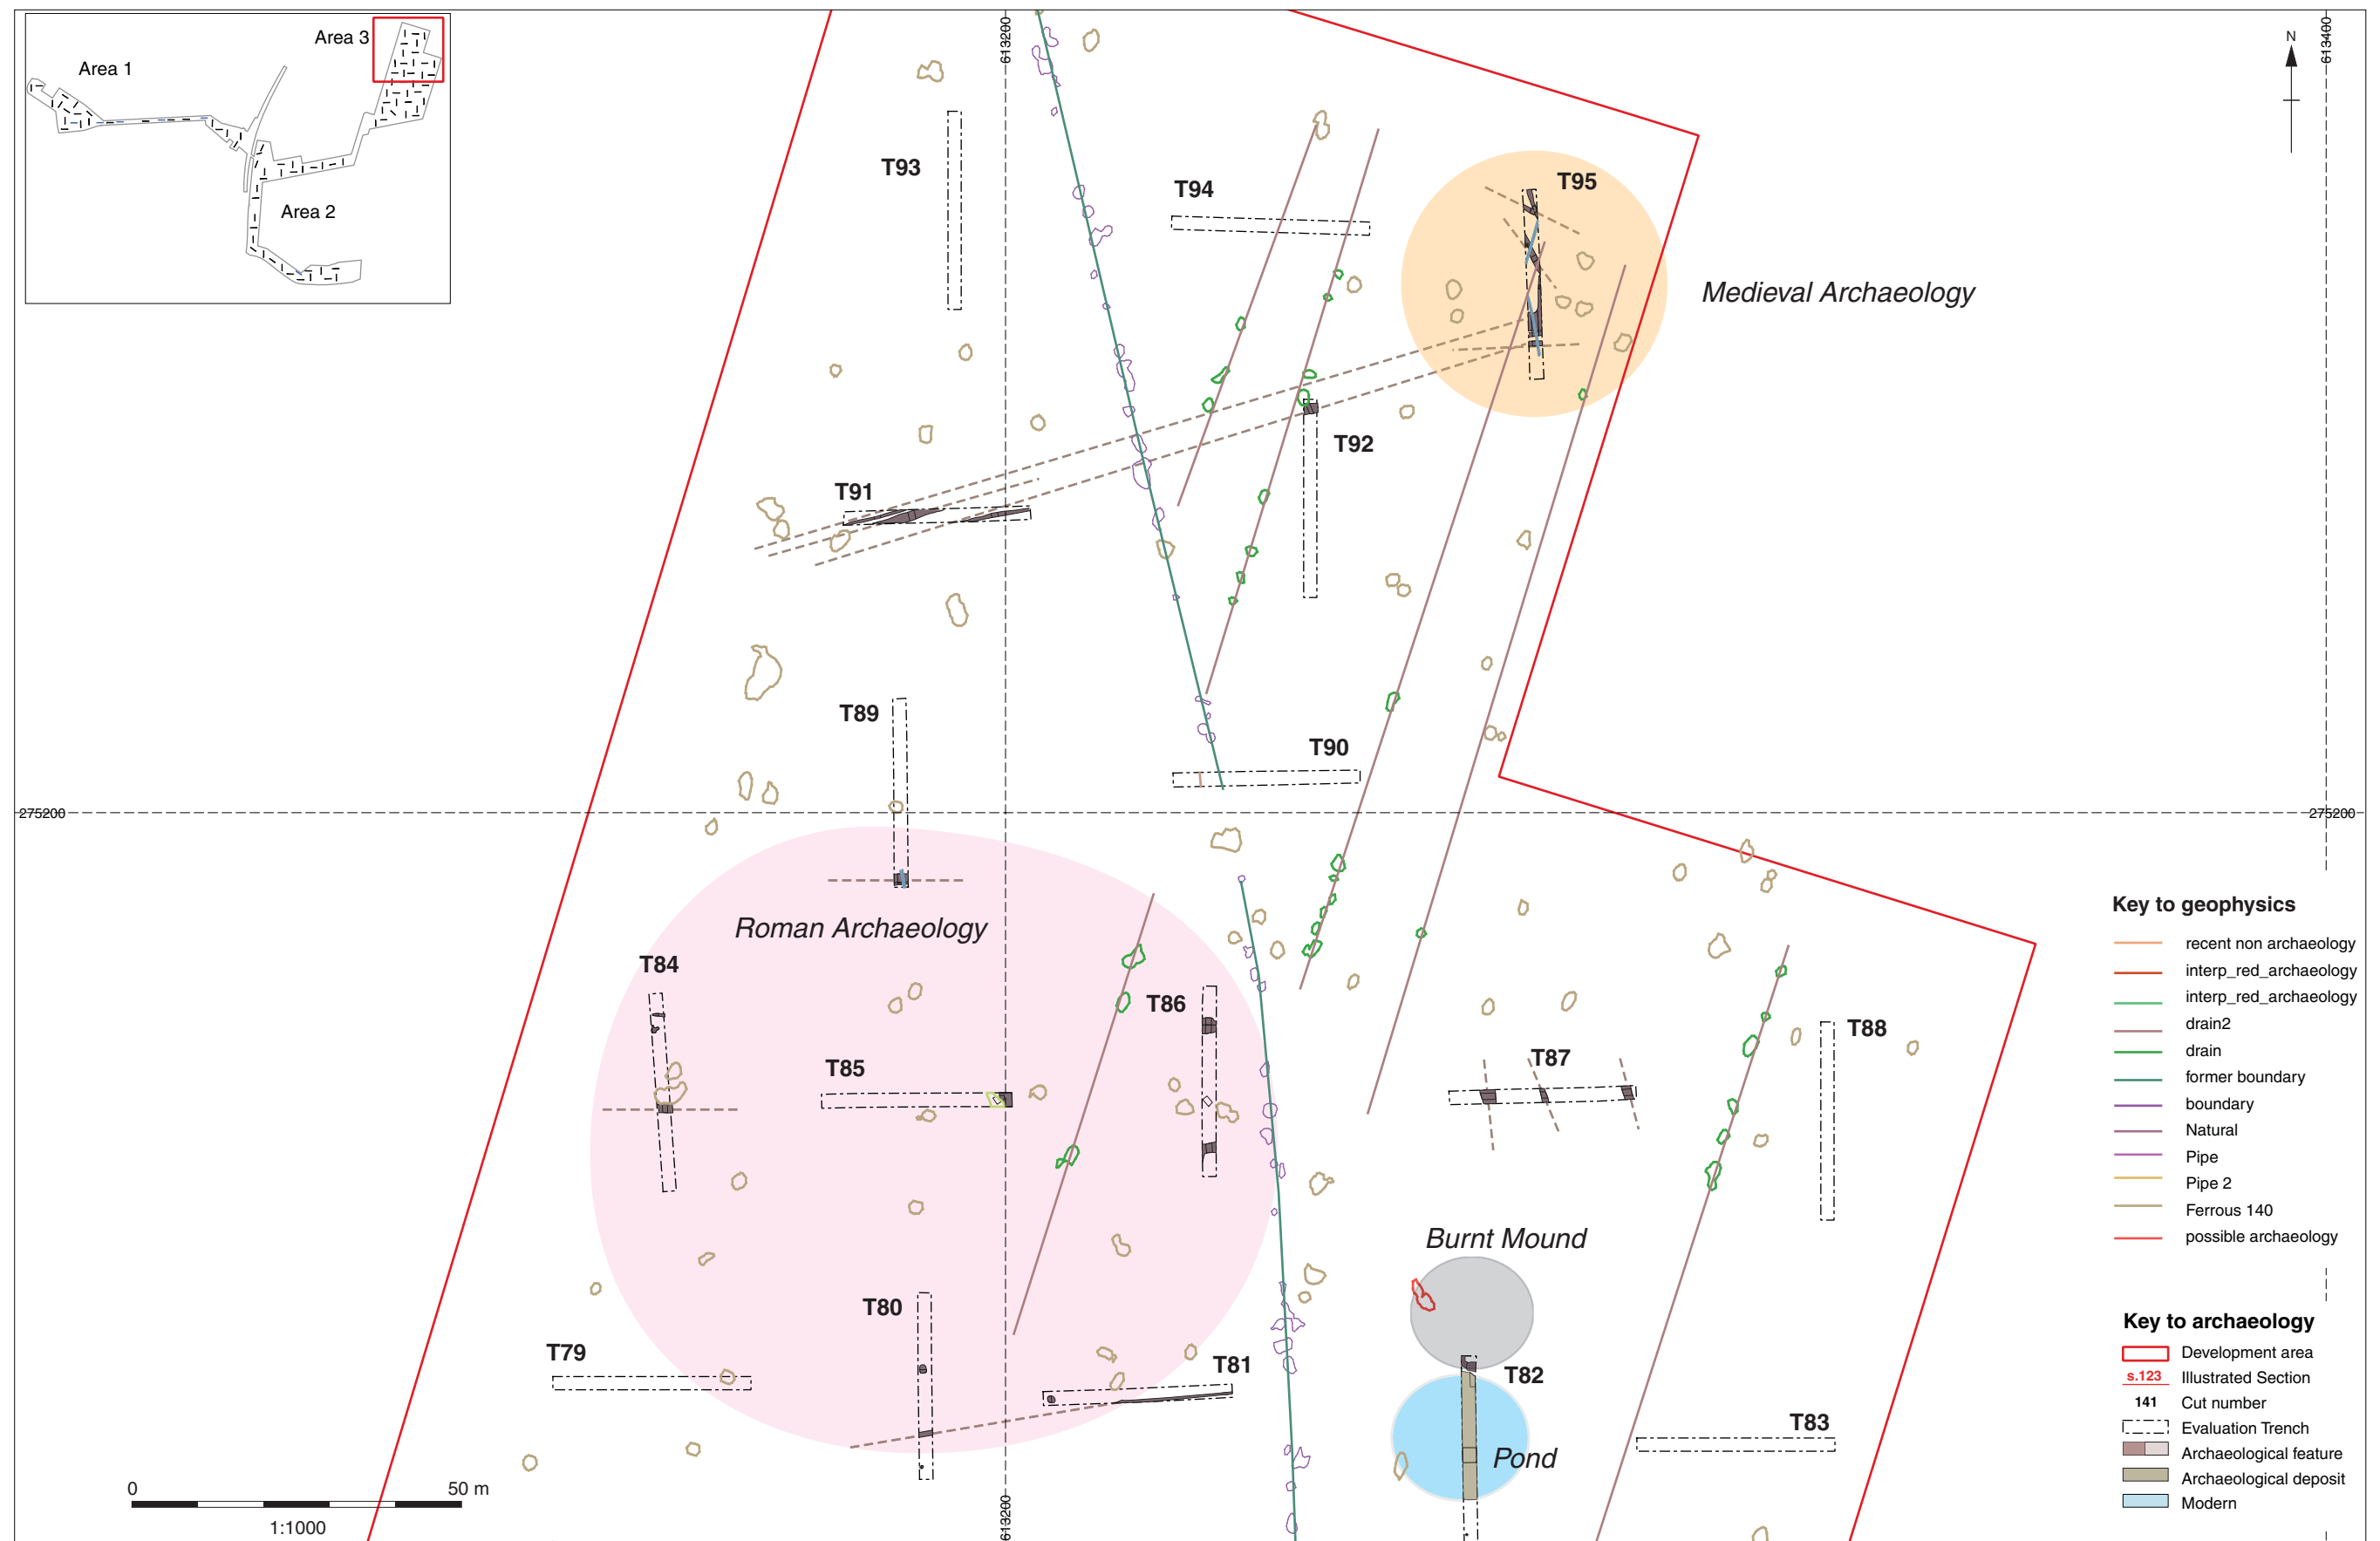 Area 1
Area 3
Area 2
613200
613400
N
T93
T94
T95
Medieval Archaeology
T92
T91
T89
T90
275200
275200
Roman Archaeology
T84
T86
T85
T87
T88
Burnt Mound
T80
T79
T81
T82
T83
Pond
613200
0
50 m
1:1000
Key to geophysics
recent non archaeology
interp_red_archaeology
interp_red_archaeology
drain2
drain
former boundary
boundary
Natural
Pipe
Pipe 2
Ferrous 140
possible archaeology
Key to archaeology
Development area
s.123 Illustrated Section
141 Cut number
Evaluation Trench
Archaeological feature
Archaeological deposit
Modern